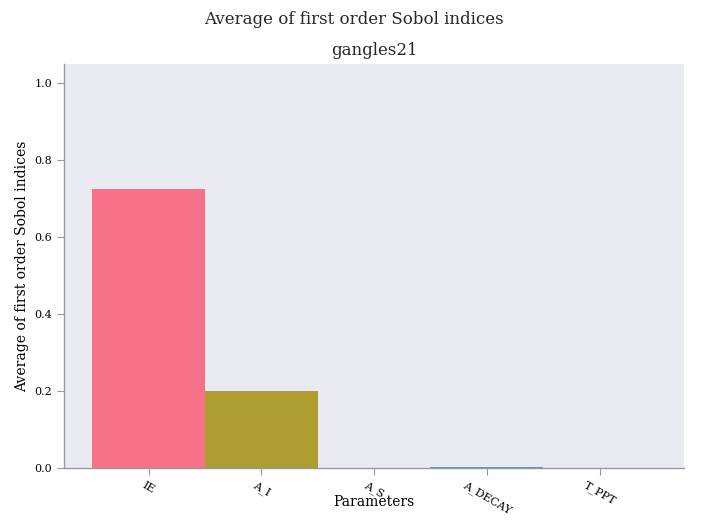 Average of first order Sobol indices
gangles21
Average of first order Sobol indices
1.0
0.8
0.6
0.4
0.2
0.0
IE
A_I
A_S
A_DECAY
T_PPT
Parameters